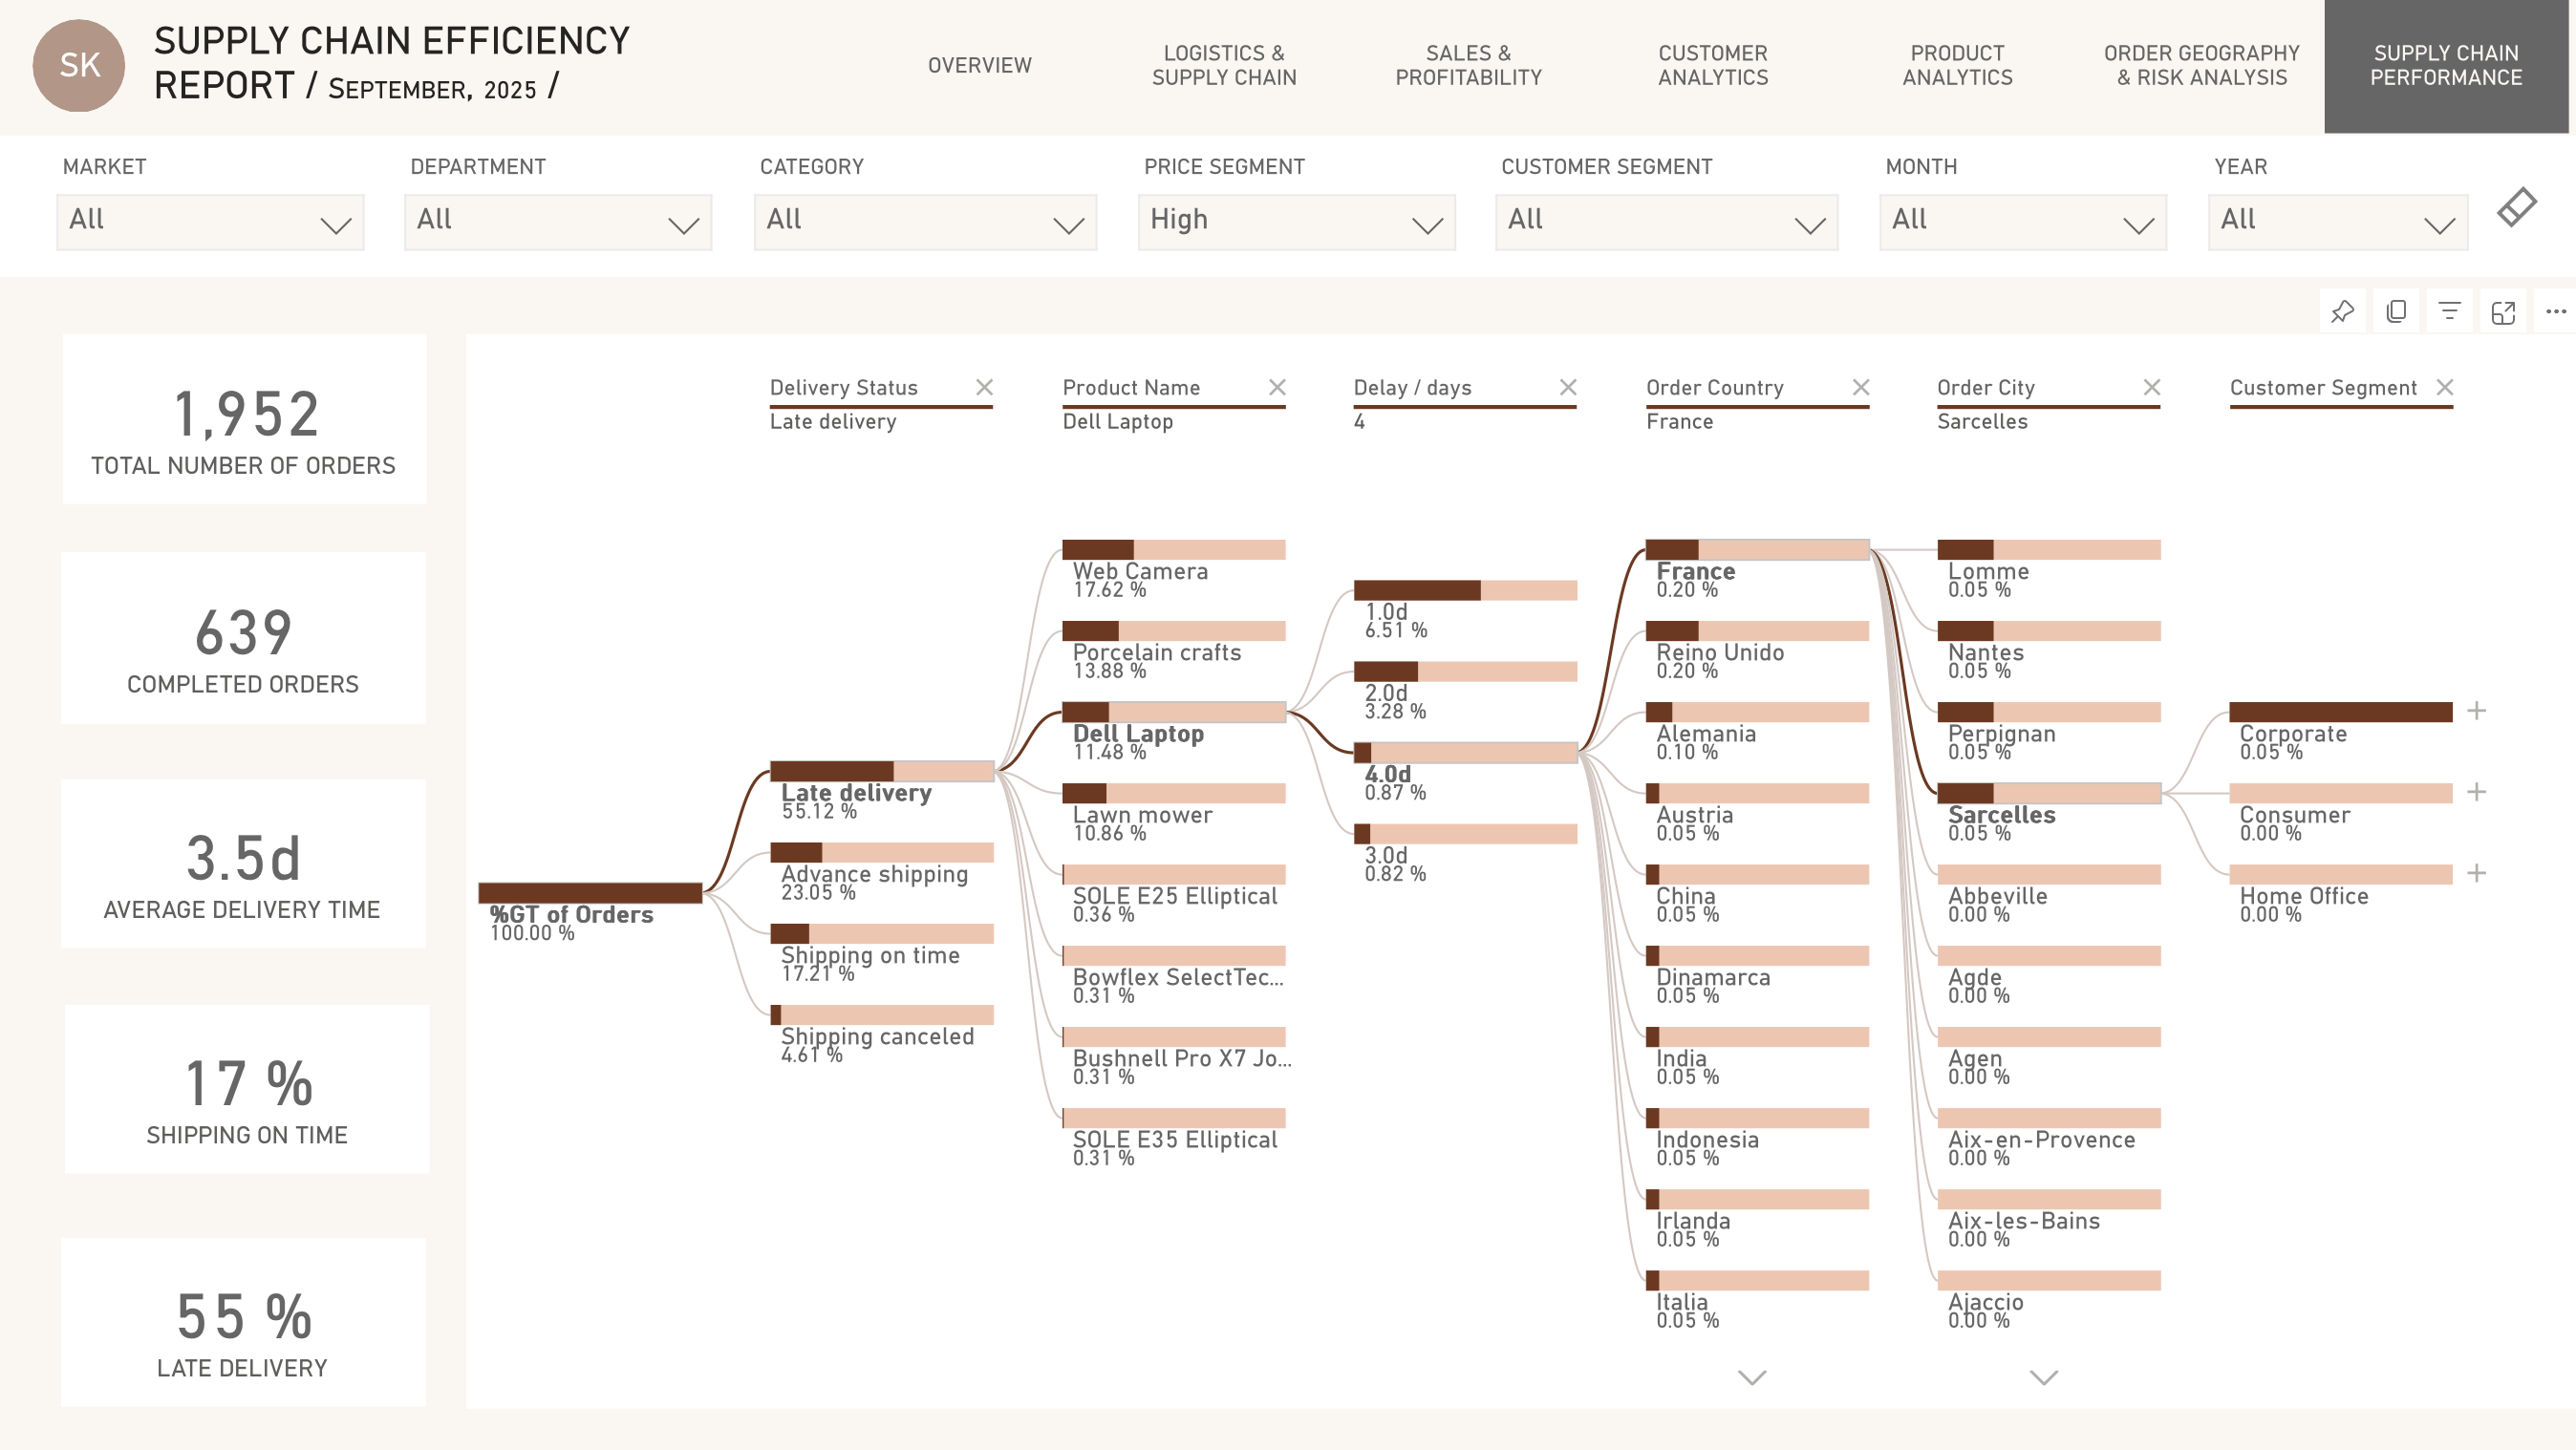 SK
SUPPLY CHAIN EFFICIENCY
REPORT / SEPTEMBER, 2025 /
OVERVIEW
LOGISTICS &
SUPPLY CHAIN
SALES &
PROFITABILITY
CUSTOMER
ANALYTICS
PRODUCT
ANALYTICS
ORDER GEOGRAPHY
& RISK ANALYSIS
SUPPLY CHAIN
PERFORMANCE
MARKET
All
DEPARTMENT
All
CATEGORY
All
PRICE SEGMENT
High
CUSTOMER SEGMENT
All
MONTH
All
YEAR
All
1,952
TOTAL NUMBER OF ORDERS
639
COMPLETED ORDERS
3.5d
AVERAGE DELIVERY TIME
17 %
SHIPPING ON TIME
55 %
LATE DELIVERY
Delivery Status
Late delivery
Product Name
Dell Laptop
Delay / days
4
Order Country
France
Order City
Sarcelles
Customer Segment
%GT of Orders
100.00 %
Late delivery
55.12 %
Advance shipping
23.05 %
Shipping on time
17.21 %
Shipping canceled
4.61 %
Web Camera
17.62 %
Porcelain crafts
13.88 %
Dell Laptop
11.48 %
Lawn mower
10.86 %
SOLE E25 Elliptical
0.36 %
Bowflex SelectTec...
0.31 %
Bushnell Pro X7 Jo...
0.31 %
SOLE E35 Elliptical
0.31 %
1.0d
6.51 %
2.0d
3.28 %
4.0d
0.87 %
3.0d
0.82 %
France
0.20 %
Reino Unido
0.20 %
Alemania
0.10 %
Austria
0.05 %
China
0.05 %
Dinamarca
0.05 %
India
0.05 %
Indonesia
0.05 %
Irlanda
0.05 %
Italia
0.05 %
Lomme
0.05 %
Nantes
0.05 %
Perpignan
0.05 %
Sarcelles
0.05 %
Abbeville
0.00 %
Agde
0.00 %
Agen
0.00 %
Aix-en-Provence
0.00 %
Aix-les-Bains
0.00 %
Ajaccio
0.00 %
Corporate
0.05 %
Consumer
0.00 %
Home Office
0.00 %